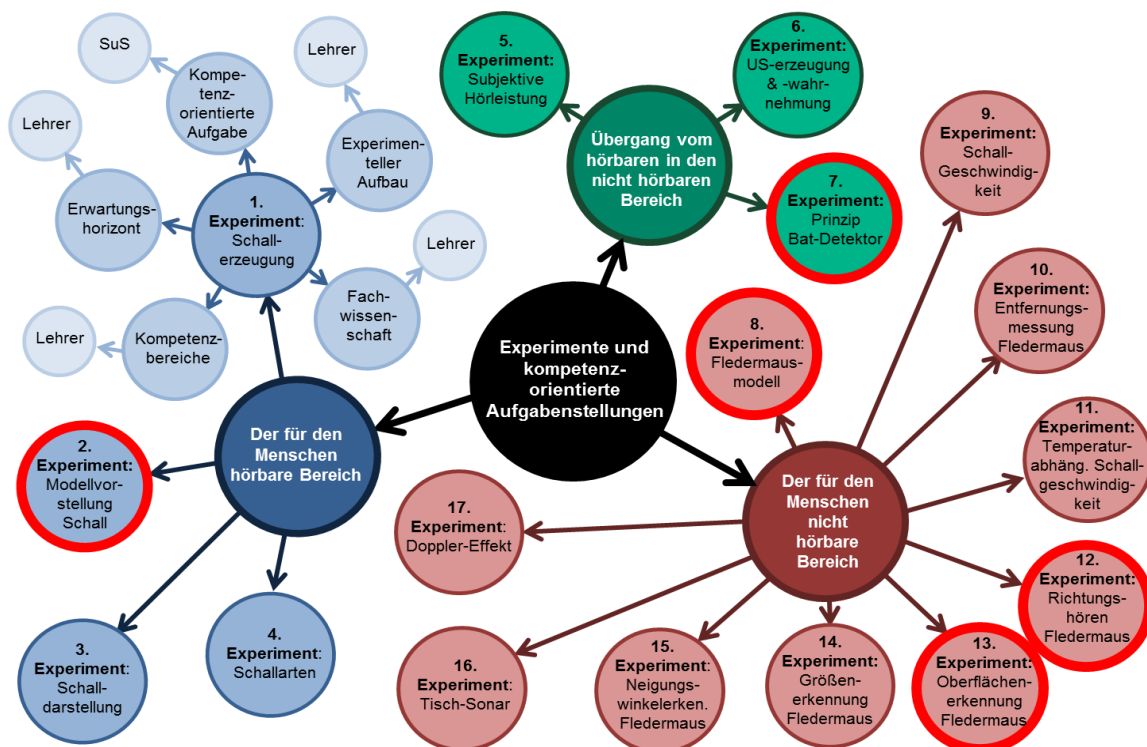 SuS
Kompe-
tenz-
orientierte
Aufgabe
Lehrer
Lehrer
Experimen-
teller
Aufbau
Erwartungs-
horizont
1.
Experiment:
Schall-
erzeugung
Lehrer
Fach-
wissen-
schaft
Lehrer
Kompetenz-
bereiche
5.
Experiment:
Subjektive
Hörleistung
6.
Experiment:
US-erzeugung
& -wahr-
nehmung
Übergang vom
hörbaren in den
nicht hörbaren
Bereich
7.
Experiment:
Prinzip
Bat-Detektor
Experimente und
kompetenz-
orientierte
Aufgabenstellungen
Der für den
Menschen
hörbare Bereich
2.
Experiment:
Modellvor-
stellung
Schall
3.
Experiment:
Schall-
darstellung
4.
Experiment:
Schallarten
8.
Experiment:
Fledermaus-
modell
9.
Experiment:
Schall-
Geschwindig-
keit
10.
Experiment:
Entfernungs-
messung
Fledermaus
11.
Experiment:
Temperatur-
abhäng. Schall-
geschwindig-
keit
Der für den
Menschen
nicht
hörbare
Bereich
12.
Experiment:
Richtungs-
hören
Fledermaus
13.
Experiment:
Oberflächen-
erkennung
Fledermaus
14.
Experiment:
Größen-
erkennung
Fledermaus
15.
Experiment:
Neigungs-
winkelerken.
Fledermaus
16.
Experiment:
Tisch-Sonar
17.
Experiment:
Doppler-Effekt